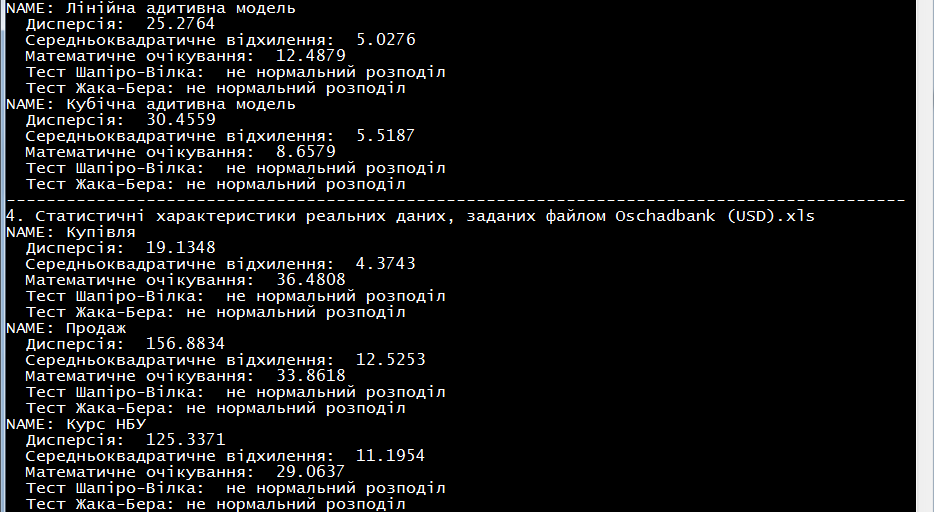 NAME: Лінійна адитивна модель
Дисперсія:  25.2764
Середньоквадратичне відхилення:  5.0276
Математичне очікування:  12.4879
Тест Шапіро-Вілка:  не нормальний розподіл
Тест Жака-Бера: не нормальний розподіл
NAME: Кубічна адитивна модель
Дисперсія:  30.4559
Середньоквадратичне відхилення:  5.5187
Математичне очікування:  8.6579
Тест Шапіро-Вілка:  не нормальний розподіл
Тест Жака-Бера: не нормальний розподіл
------------------------------------------------------------------------------------------
4. Статистичні характеристики реальних даних, заданих файлом Oschadbank (USD).xls
NAME: Купівля
Дисперсія:  19.1348
Середньоквадратичне відхилення:  4.3743
Математичне очікування:  36.4808
Тест Шапіро-Вілка:  не нормальний розподіл
Тест Жака-Бера: не нормальний розподіл
NAME: Продаж
Дисперсія:  156.8834
Середньоквадратичне відхилення:  12.5253
Математичне очікування:  33.8618
Тест Шапіро-Вілка:  не нормальний розподіл
Тест Жака-Бера: не нормальний розподіл
NAME: Курс НБУ
Дисперсія:  125.3371
Середньоквадратичне відхилення:  11.1954
Математичне очікування:  29.0637
Тест Шапіро-Вілка:  не нормальний розподіл
Тест Жака-Бера: не нормальний розподіл